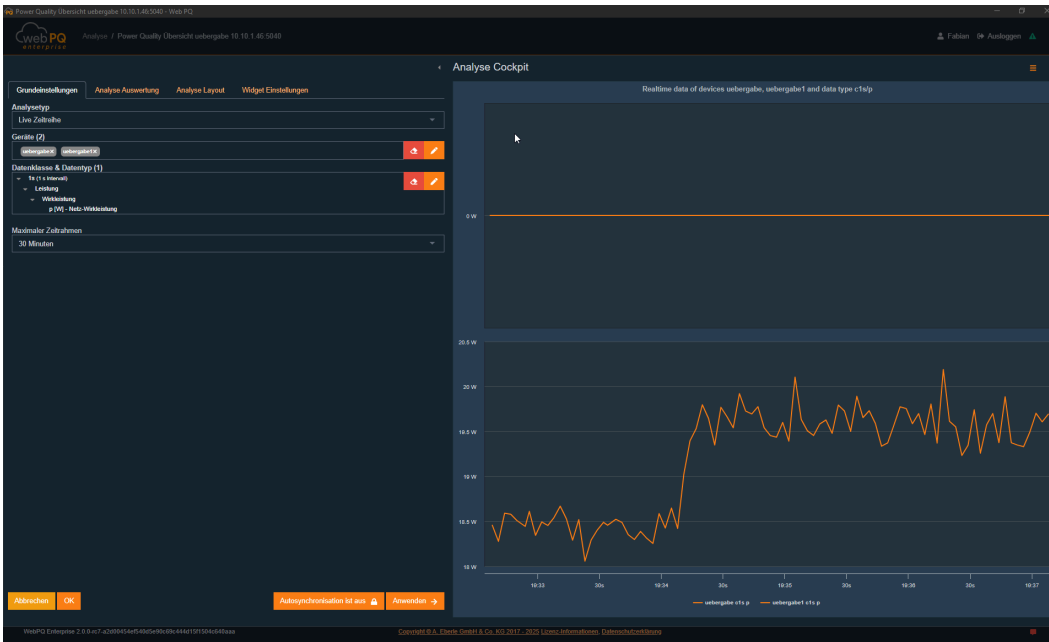 Power Quality Übersicht uebergabe 10.10.1.46:5040 - Web PQ
webPQ
enterprise
Analyse / Power Quality Übersicht uebergabe 10.10.1.46:5040
Fabian
Ausloggen
Grundeinstellungen
Analyse Auswertung
Analyse Layout
Widget Einstellungen
Analysetyp
Live Zeitreihe
Geräte (2)
uebergabe X
uebergabe1 X
Datenklasse & Datentyp (1)
1s (1 s Intervall)
Leistung
Wirkleistung
p [W] - Netz-Wirkleistung
Maximaler Zeitrahmen
30 Minuten
Abbrechen
OK
Autosynchronisation ist aus
Anwenden
Analyse Cockpit
Realtime data of devices uebergabe, uebergabe1 and data type c1s/p
0 W
20.5 W
20 W
19.5 W
19 W
18.5 W
18 W
19:33
30s
19:34
30s
19:35
30s
19:36
30s
19:37
uebergabe c1s p
uebergabe1 c1s p
Copyright © A. Eberle GmbH & Co. KG 2017 - 2025 Lizenz Informationen, Datenschutzerklärung